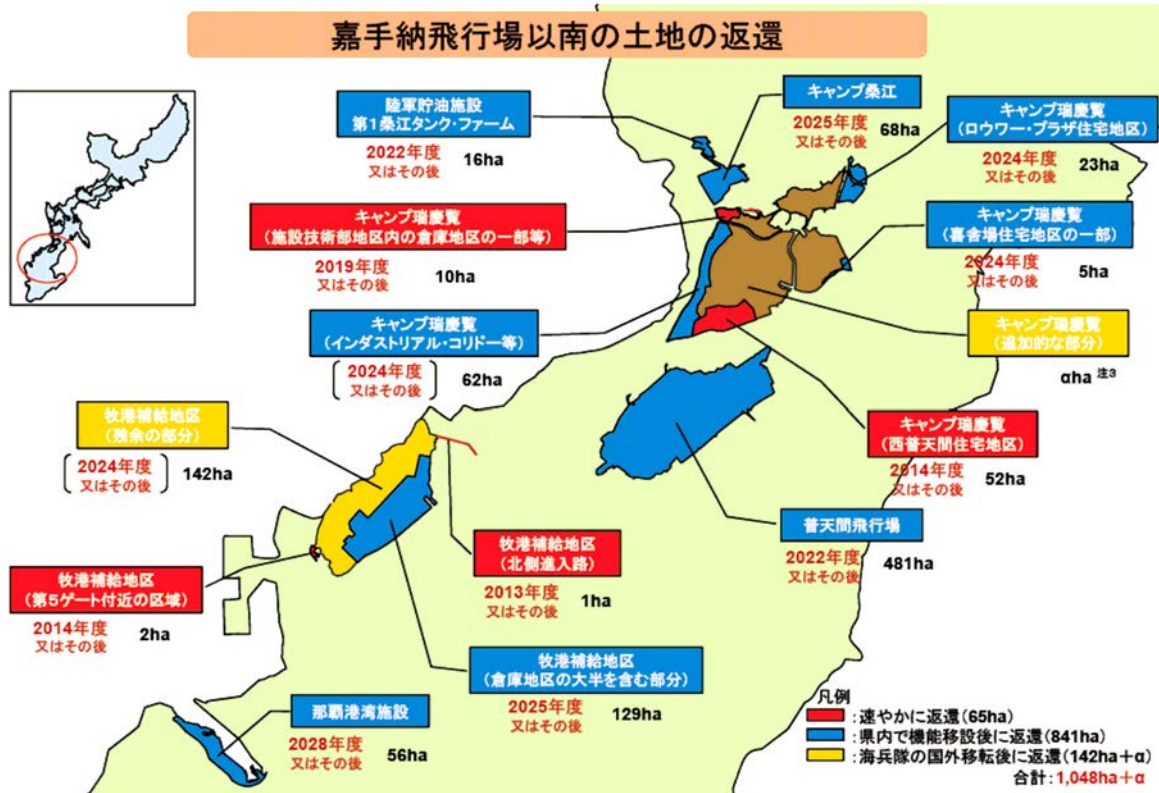 嘉手納飛行場以南の土地の返還
陸軍貯油施設
第1桑江タンク・ファーム
2022年度
又はその後
16ha
キャンプ桑江
2025年度
又はその後
68ha
キャンプ瑞慶覧
(ロウワー・プラザ住宅地区)
2024年度
又はその後
23ha
キャンプ瑞慶覧
(施設技術部地区内の倉庫地区の一部等)
2019年度
又はその後
10ha
キャンプ瑞慶覧
(喜舎場住宅地区の一部)
2024年度
又はその後
5ha
キャンプ瑞慶覧
(インダストリアル・コリドー等)
2024年度
又はその後
62ha
キャンプ瑞慶覧
(追加的な部分)
αha 注3
牧港補給地区
(残余の部分)
2024年度
又はその後
142ha
キャンプ瑞慶覧
(西普天間住宅地区)
2014年度
又はその後
52ha
普天間飛行場
2022年度
又はその後
481ha
牧港補給地区
(北側進入路)
2013年度
又はその後
1ha
牧港補給地区
(第5ゲート付近の区域)
2014年度
又はその後
2ha
牧港補給地区
(倉庫地区の大半を含む部分)
2025年度
又はその後
129ha
那覇港湾施設
2028年度
又はその後
56ha
凡例
:速やかに返還(65ha)
:県内で機能移設後に返還(841ha)
:海兵隊の国外移転後に返還(142ha+α)
合計:1,048ha+α